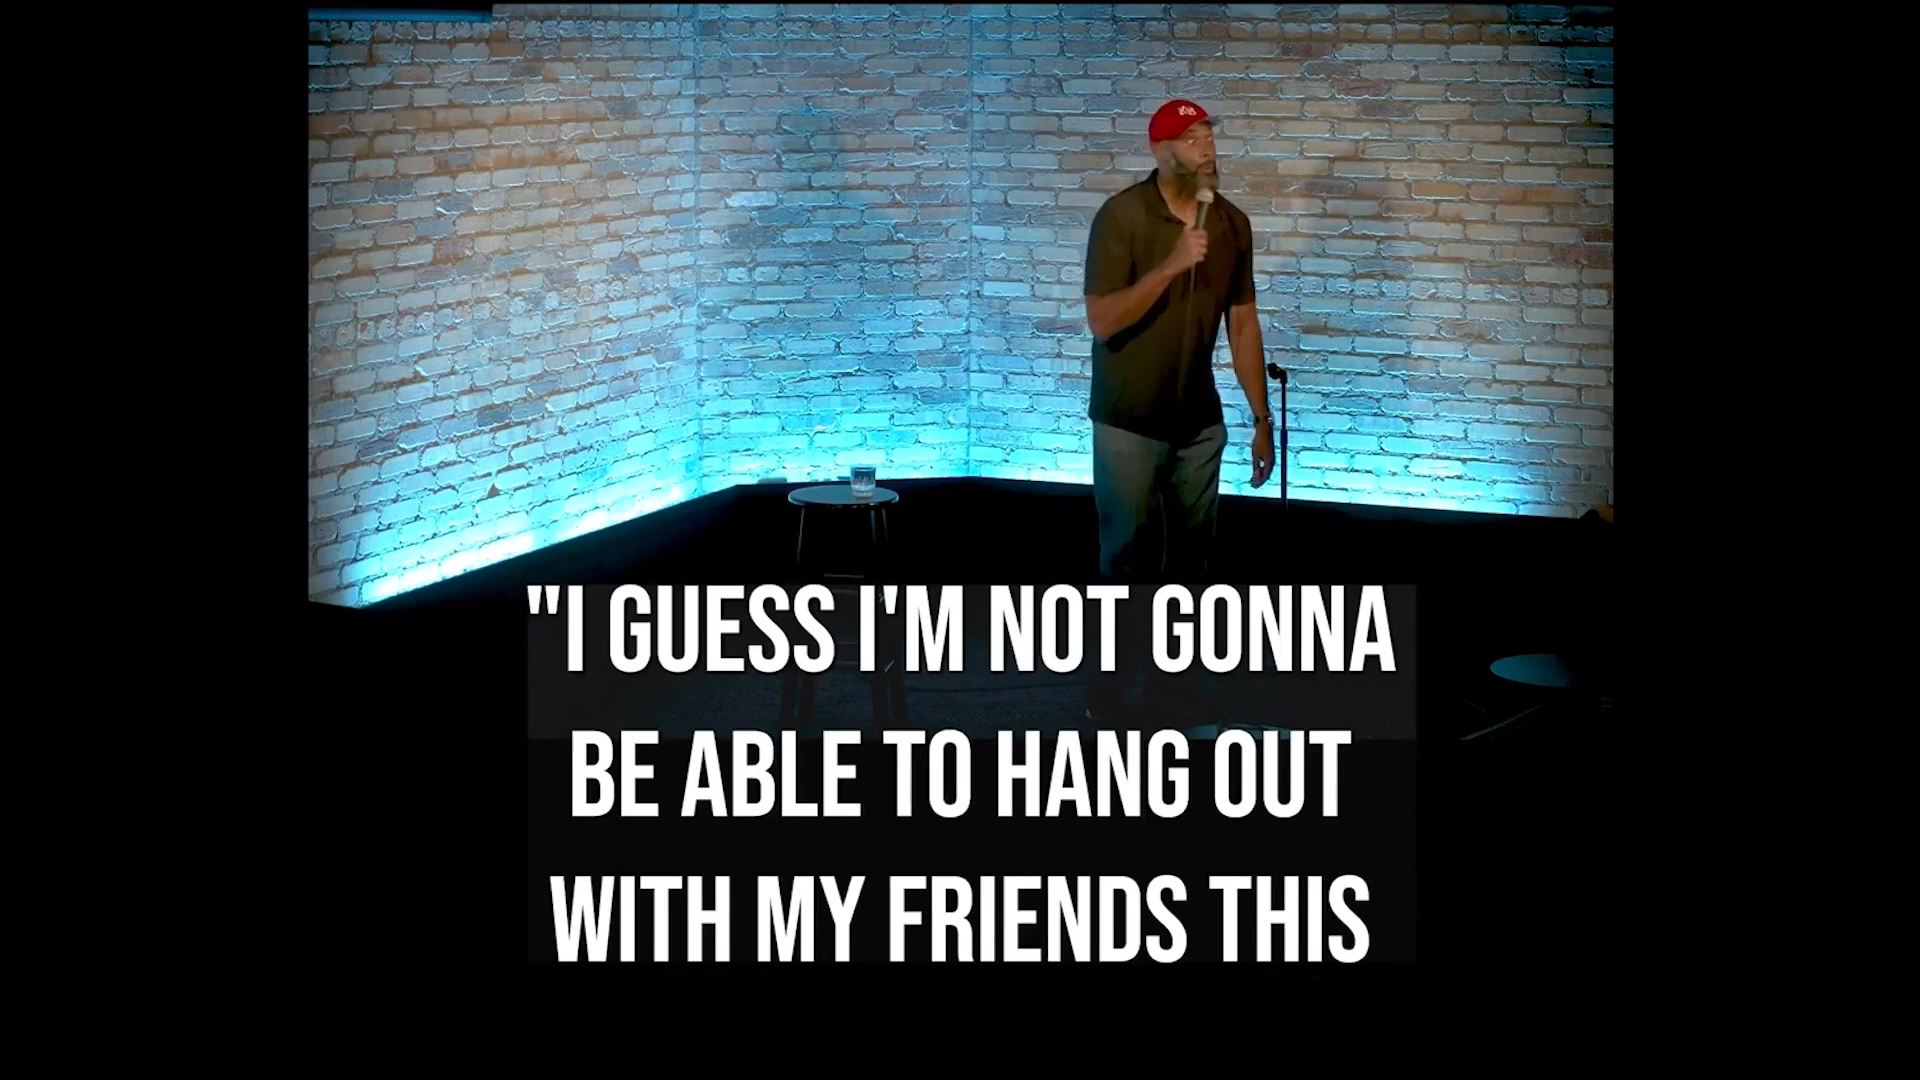 "I GUESS I'M NOT GONNA
BE ABLE TO HANG OUT
WITH MY FRIENDS THIS